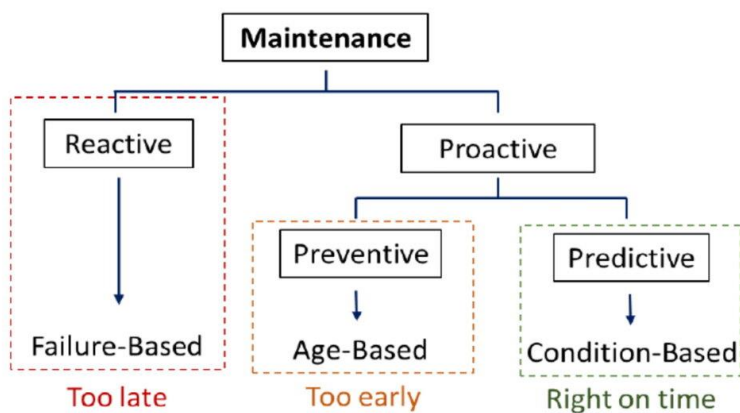 Maintenance
Reactive
Proactive
Preventive
Predictive
Failure-Based
Age-Based
Condition-Based
Too late
Too early
Right on time